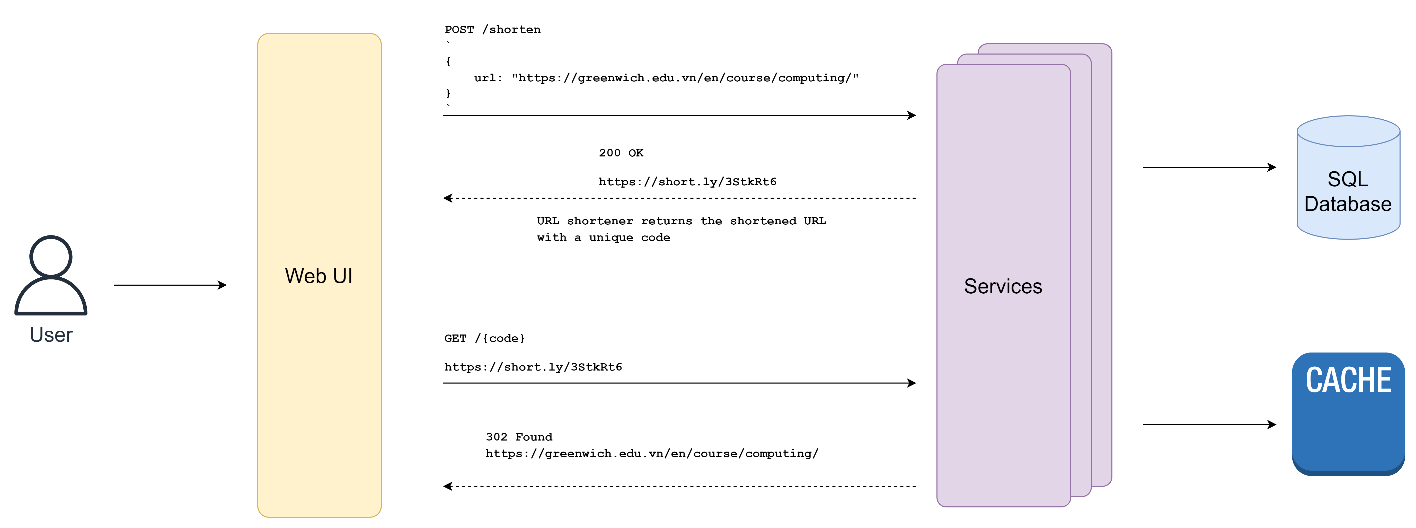 POST /shorten
`
{
url: "https://greenwich.edu.vn/en/course/computing/"
}
`
200 OK
https://short.ly/3StkRt6
URL shortener returns the shortened URL
with a unique code
User
Web UI
Services
SQL
Database
GET /{code}
https://short.ly/3StkRt6
302 Found
https://greenwich.edu.vn/en/course/computing/
CACHE